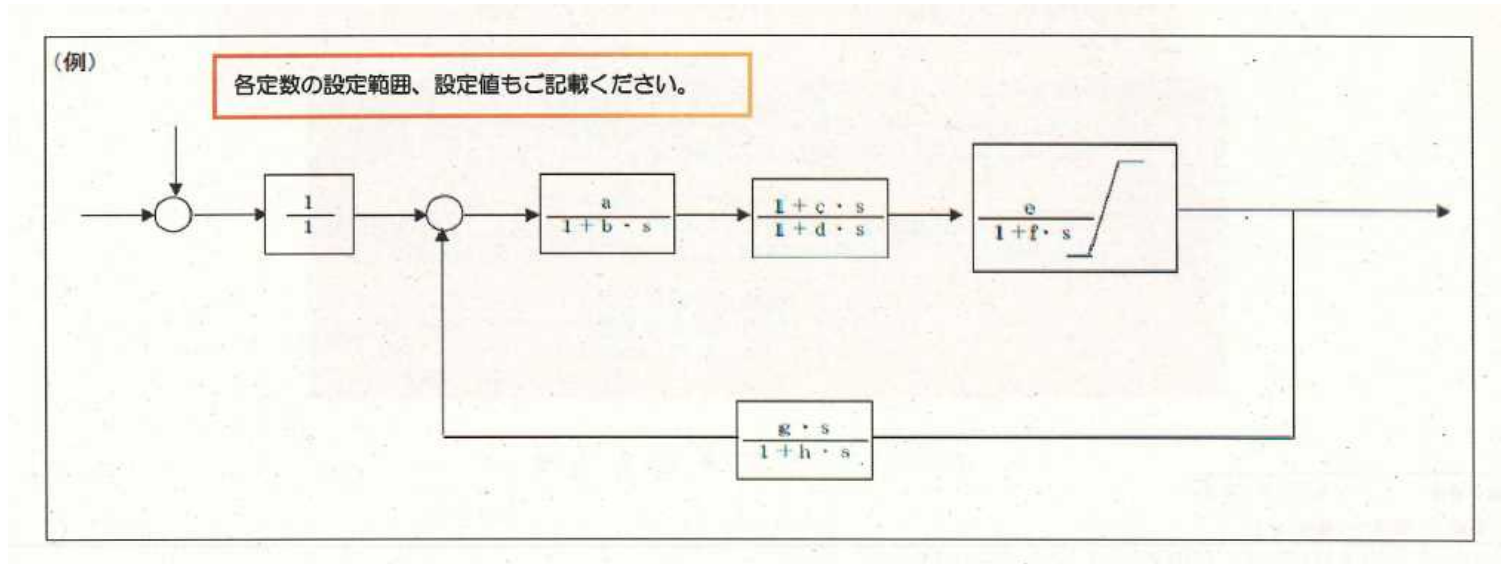 (例)
各定数の設定範囲、設定値もご記載ください。
1
1
a
1+b・s
1+c・s
1+d・s
e
1+f・s
g・s
1+h・s